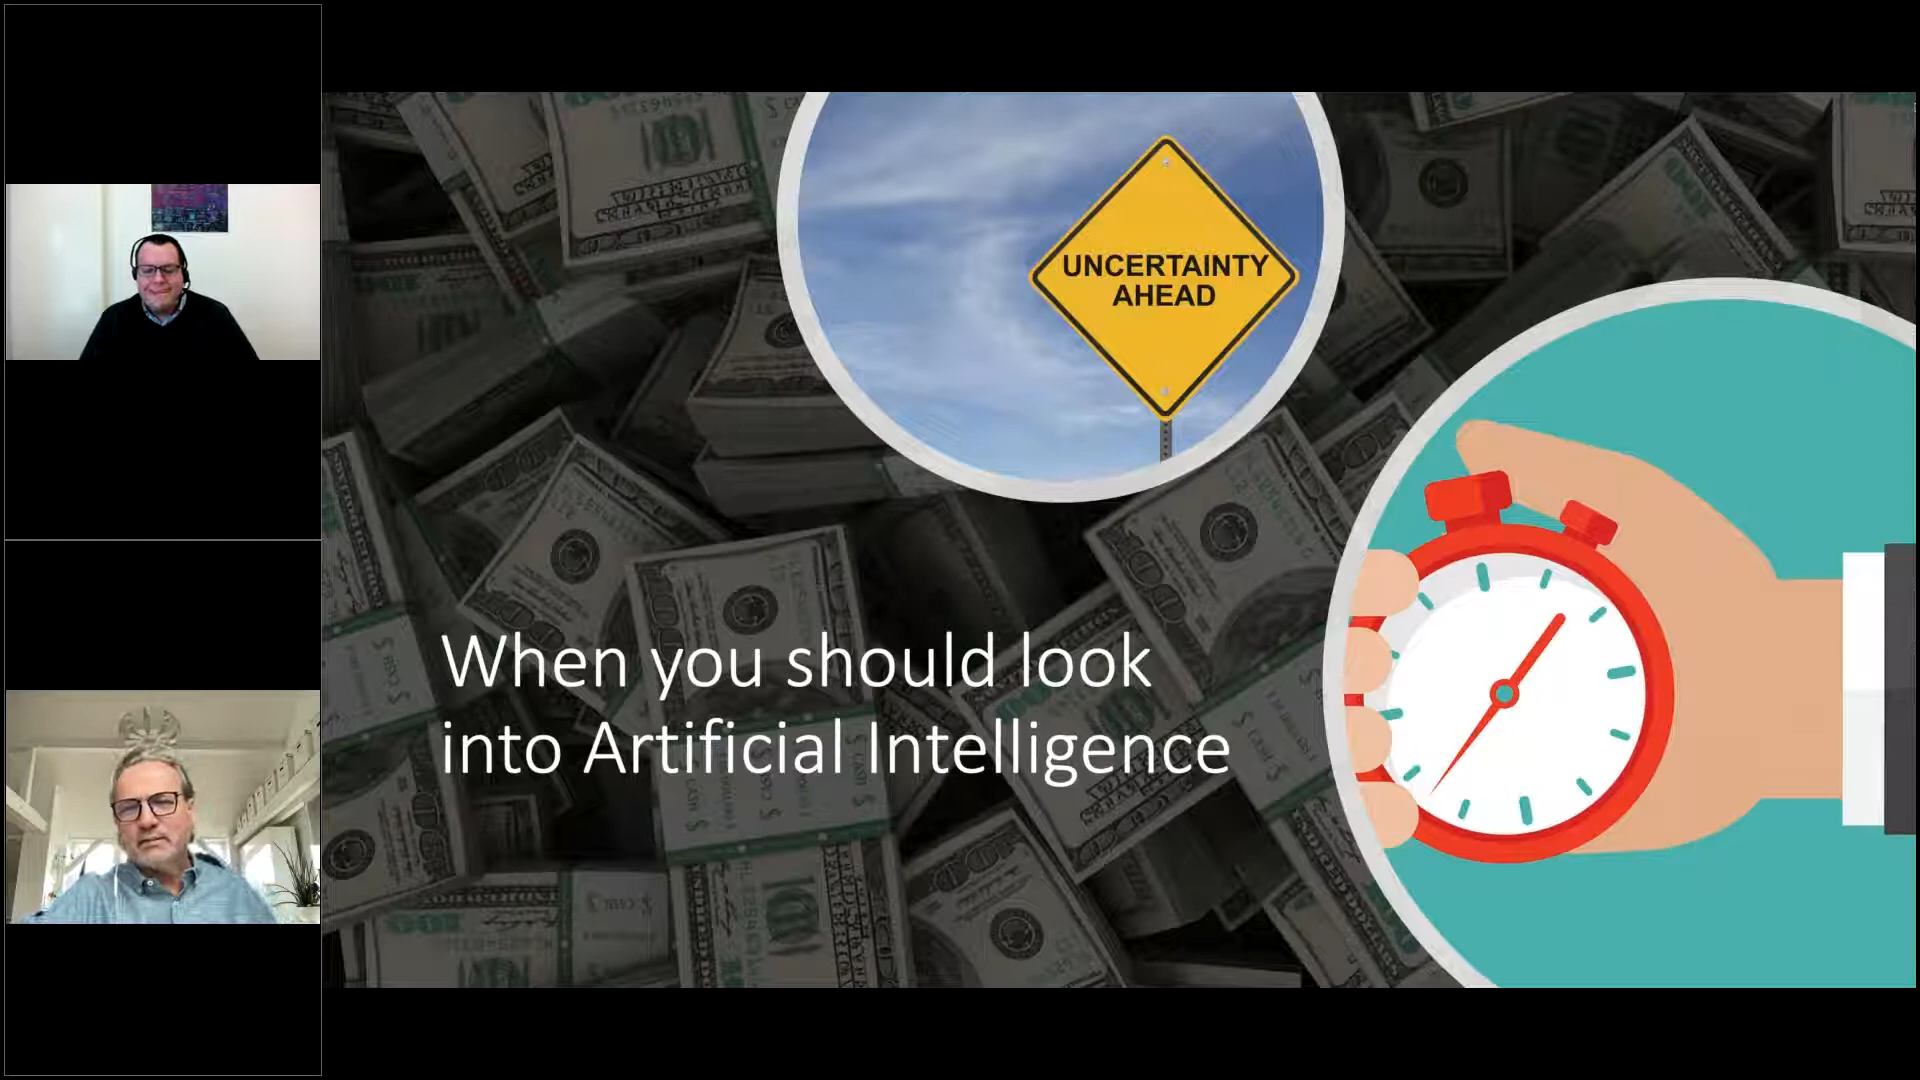 UNCERTAINTY
AHEAD
When you should look
into Artificial Intelligence